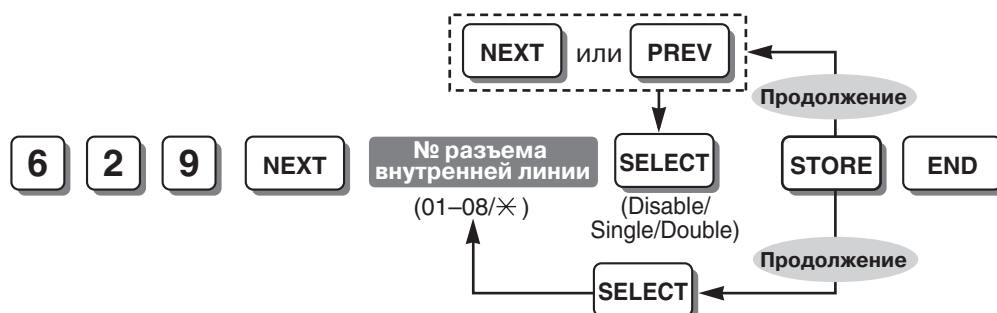 NEXT или PREV
Продолжение
6 2 9 NEXT
№ разъема
внутренней линии
(01–08/✳)
SELECT
(Disable/
Single/Double)
STORE
END
Продолжение
SELECT